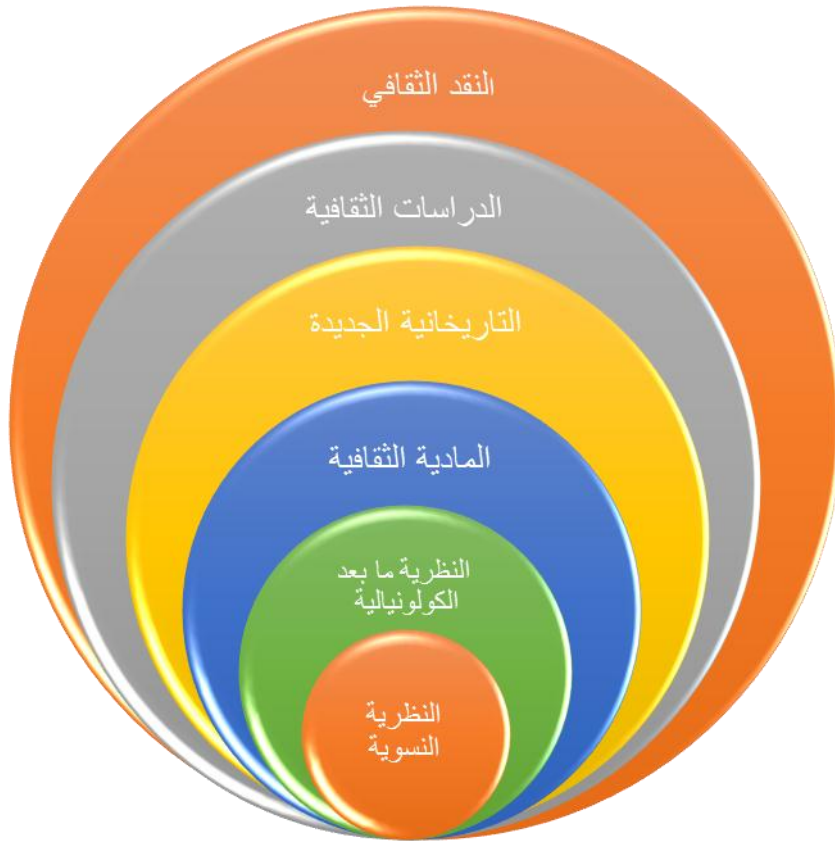 النقد الثقافي
الدراسات الثقافية
التاريخانية الجديدة
المادية الثقافية
النظرية ما بعد
الكولونيالية
النظرية
النسوية